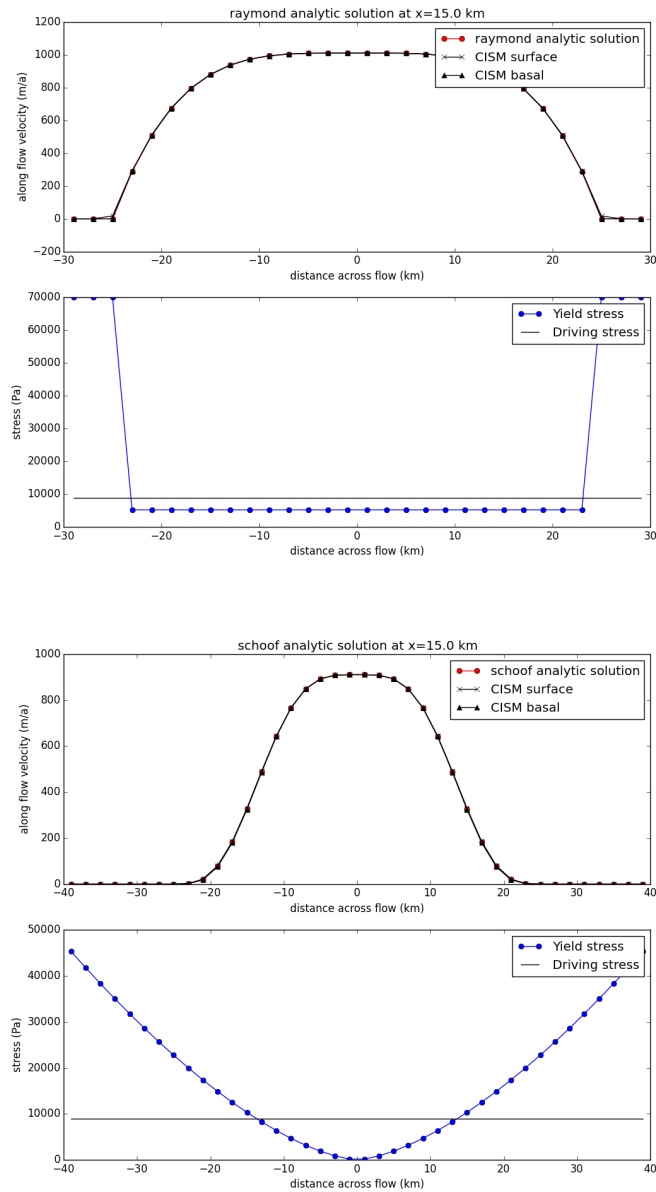 raymond analytic solution at x=15.0 km
1200
1000
800
600
400
200
0
−200
along flow velocity (m/a)
raymond analytic solution
CISM surface
CISM basal
−30 −20 −10 0 10 20 30
distance across flow (km)
70000
60000
50000
40000
30000
20000
10000
0
stress (Pa)
Yield stress
Driving stress
−30 −20 −10 0 10 20 30
distance across flow (km)
schoof analytic solution at x=15.0 km
1000
800
600
400
200
0
along flow velocity (m/a)
schoof analytic solution
CISM surface
CISM basal
−40 −30 −20 −10 0 10 20 30 40
distance across flow (km)
50000
40000
30000
20000
10000
0
stress (Pa)
Yield stress
Driving stress
−40 −30 −20 −10 0 10 20 30 40
distance across flow (km)